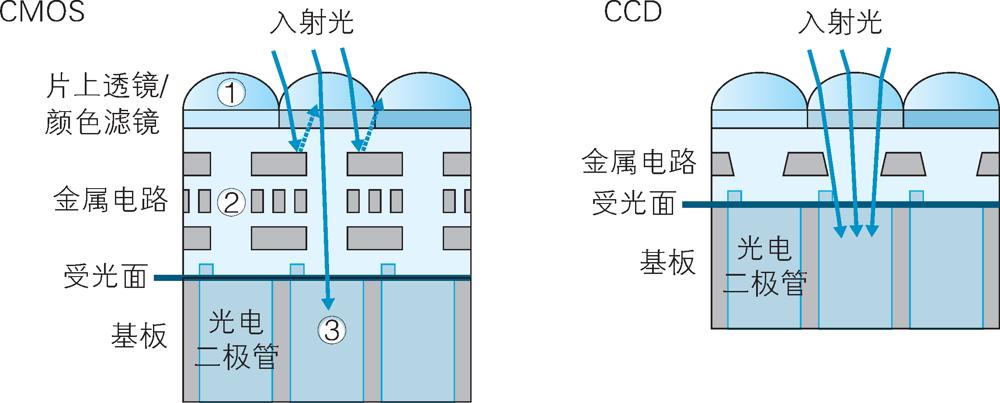 CMOS
入射光
片上透镜/
颜色滤镜
①
金属电路
②
受光面
基板
光电
二极管
③
CCD
入射光
金属电路
受光面
基板
光电
二极管